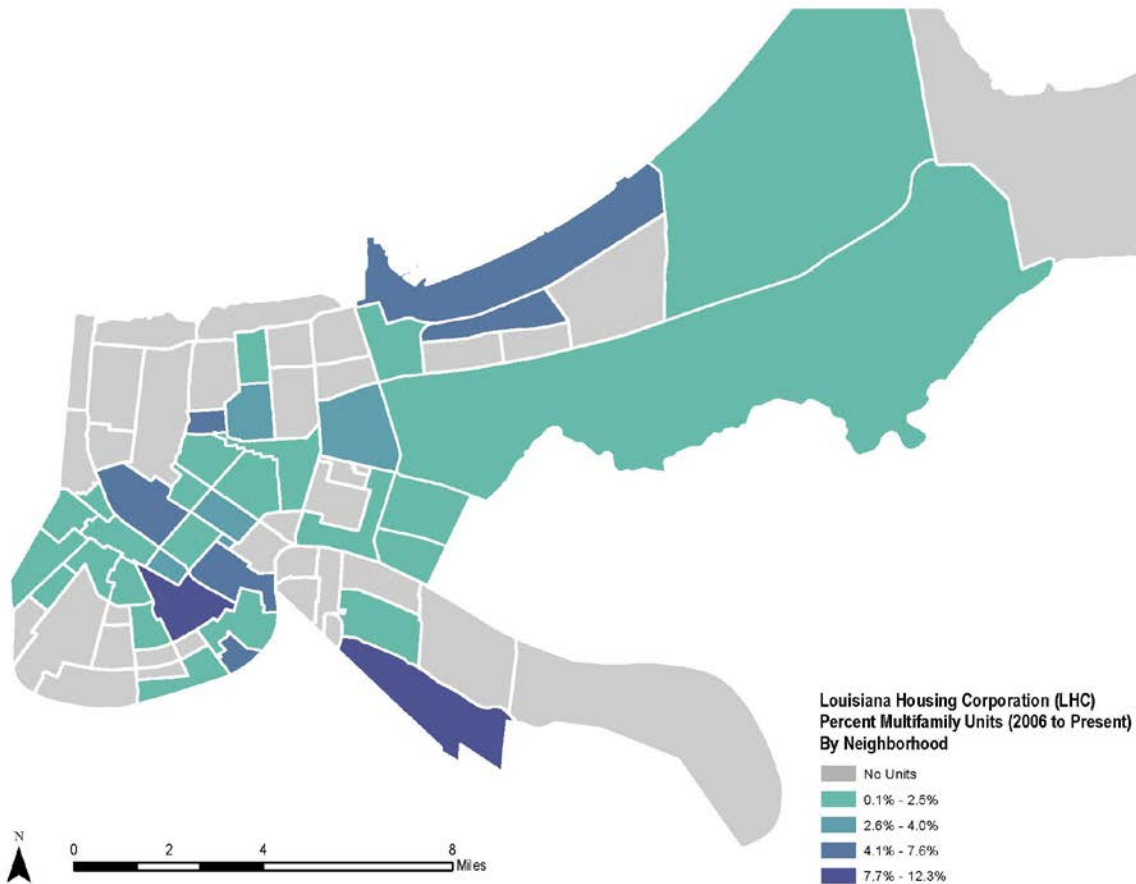 Louisiana Housing Corporation (LHC)
Percent Multifamily Units (2006 to Present)
By Neighborhood
No Units
0.1% - 2.5%
2.6% - 4.0%
4.1% - 7.6%
7.7% - 12.3%
N
0 2 4 8
Miles